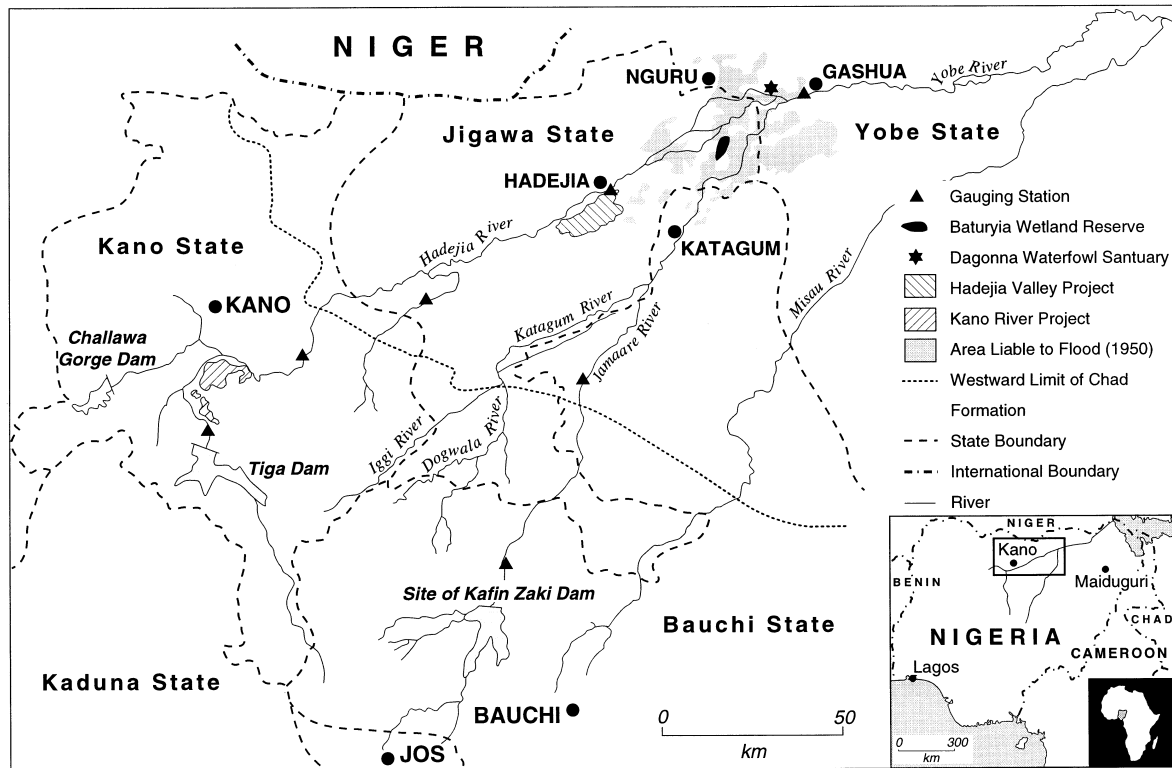 NIGER
NGURU
GASHUA
Yobe River
Jigawa State
Yobe State
HADEJIA
Kano State
Hadejia River
KATAGUM
KANO
Misau River
Challawa
Gorge Dam
Katagum River
Jamaare River
Iggi River
Dogwala River
Tiga Dam
Site of Kafin Zaki Dam
Bauchi State
Kaduna State
BAUCHI
JOS
0 50
km
Gauging Station
Baturyia Wetland Reserve
Dagonna Waterfowl Santuary
Hadejia Valley Project
Kano River Project
Area Liable to Flood (1950)
Westward Limit of Chad
Formation
State Boundary
International Boundary
River
NIGER
Kano
BENIN
Maiduguri
CHAD
NIGERIA
CAMEROON
Lagos
0 300
km